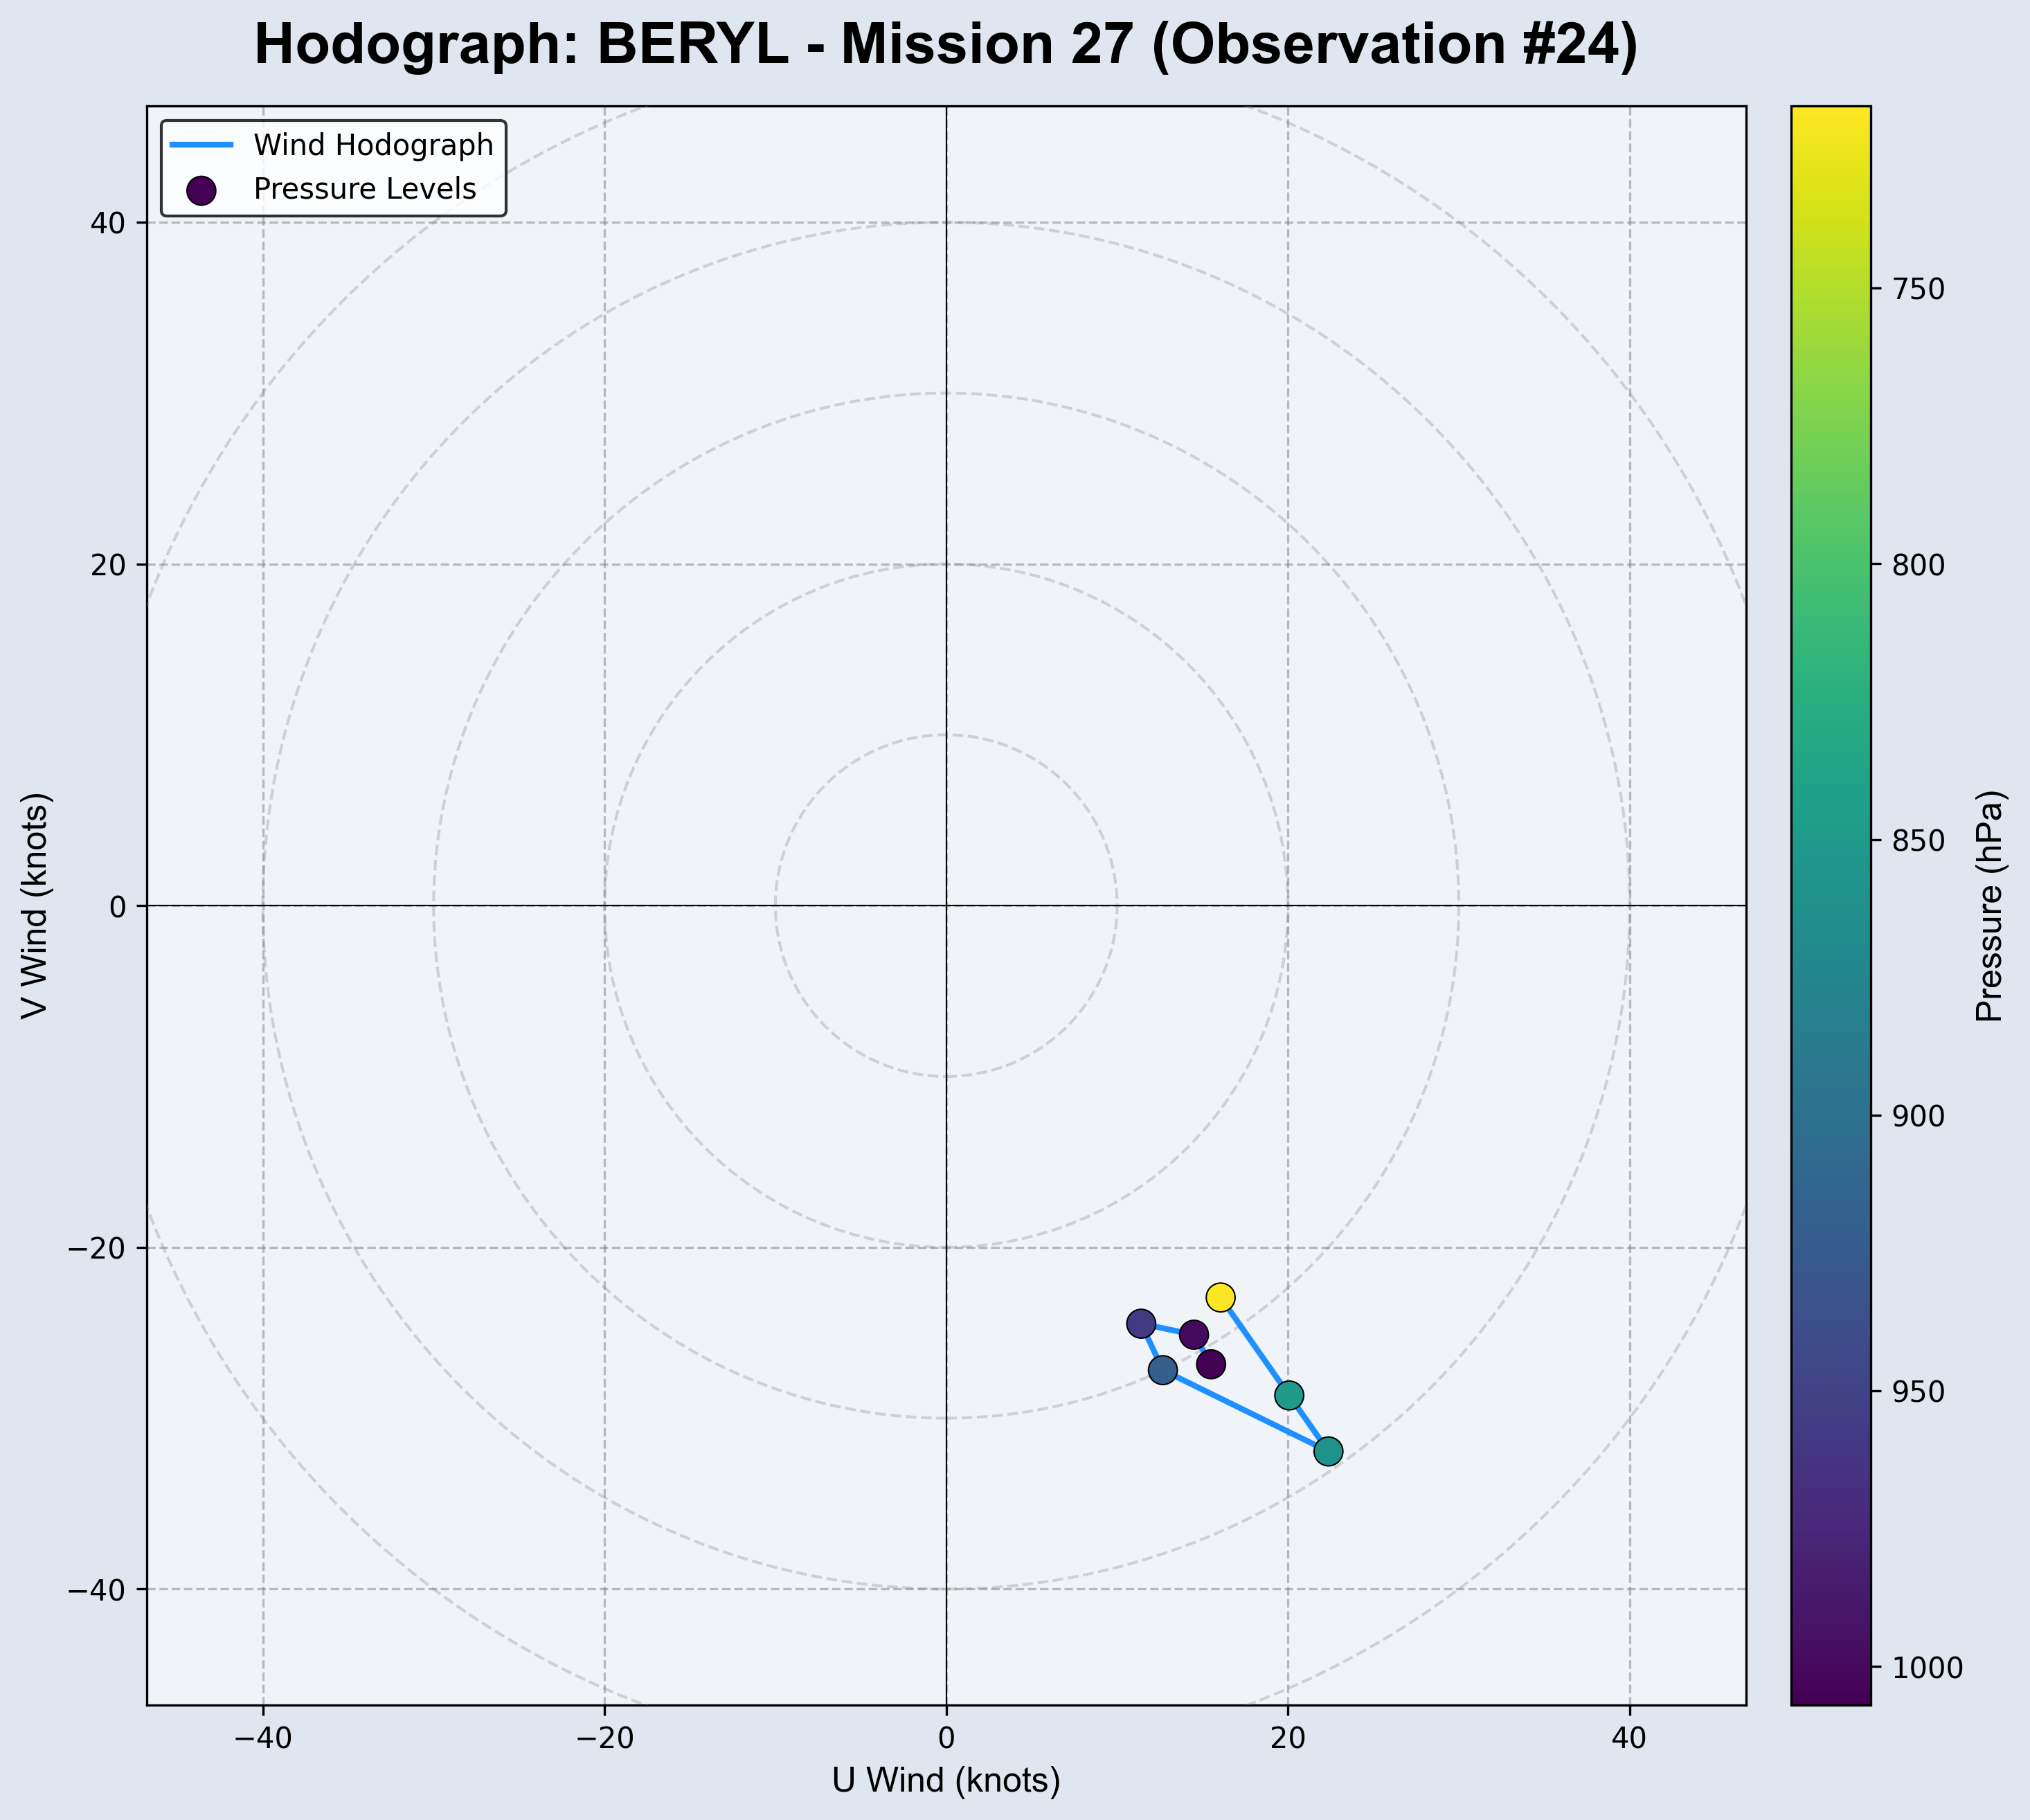 Hodograph: BERYL - Mission 27 (Observation #24)
Wind Hodograph
Pressure Levels
40
20
0
−20
−40
V Wind (knots)
−40
−20
0
20
40
U Wind (knots)
750
800
850
900
950
1000
Pressure (hPa)